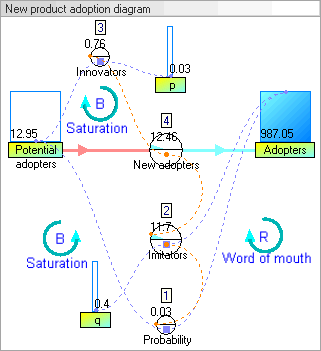 New product adoption diagram
3
0.76
Innovators
0.03
p
B
Saturation
4
12.95
12.46
987.05
Potential
adopters
New adopters
Adopters
2
11.7
Imitators
B
Saturation
R
Word of mouth
1
0.4
q
0.03
Probability